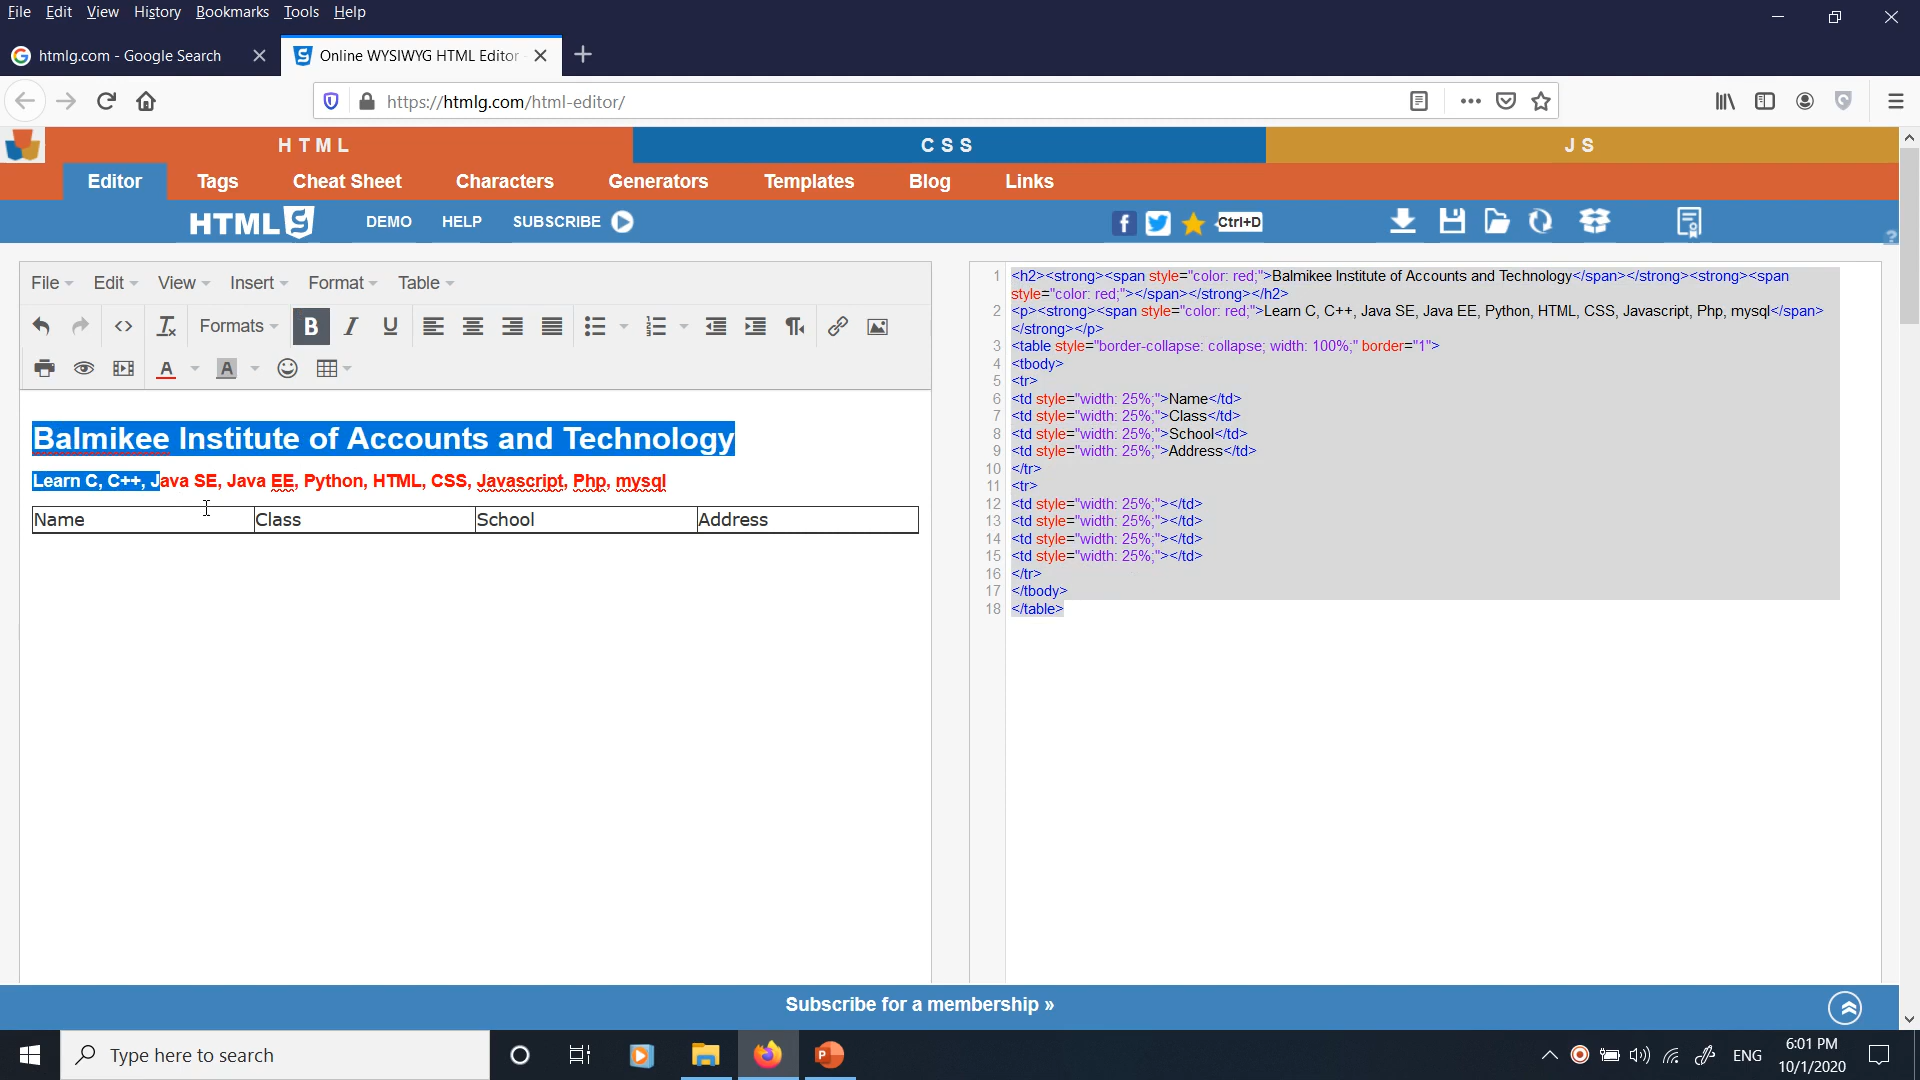 File Edit View History Bookmarks Tools Help
htmlg.com - Google Search
Online WYSIWYG HTML Editor -
https://htmlg.com/html-editor/
HTML CSS JS
Editor Tags Cheat Sheet Characters Generators Templates Blog Links
HTML DEMO HELP SUBSCRIBE f Ctrl+D ?
File Edit View Insert Format Table
Formats B I U
A A
Balmikee Institute of Accounts and Technology
Learn C, C++, Java SE, Java EE, Python, HTML, CSS, Javascript, Php, mysql
Name Class School Address
1 <h2><strong><span style="color: red;">Balmikee Institute of Accounts and Technology</span></strong><strong><span
style="color: red;"></span></strong></h2>
2 <p><strong><span style="color: red;">Learn C, C++, Java SE, Java EE, Python, HTML, CSS, Javascript, Php, mysql</span>
</strong></p>
3 <table style="border-collapse: collapse; width: 100%;" border="1">
4 <tbody>
5 <tr>
6 <td style="width: 25%;">Name</td>
7 <td style="width: 25%;">Class</td>
8 <td style="width: 25%;">School</td>
9 <td style="width: 25%;">Address</td>
10 </tr>
11 <tr>
12 <td style="width: 25%;"></td>
13 <td style="width: 25%;"></td>
14 <td style="width: 25%;"></td>
15 <td style="width: 25%;"></td>
16 </tr>
17 </tbody>
18 </table>
Subscribe for a membership »
Type here to search
ENG
6:01 PM
10/1/2020